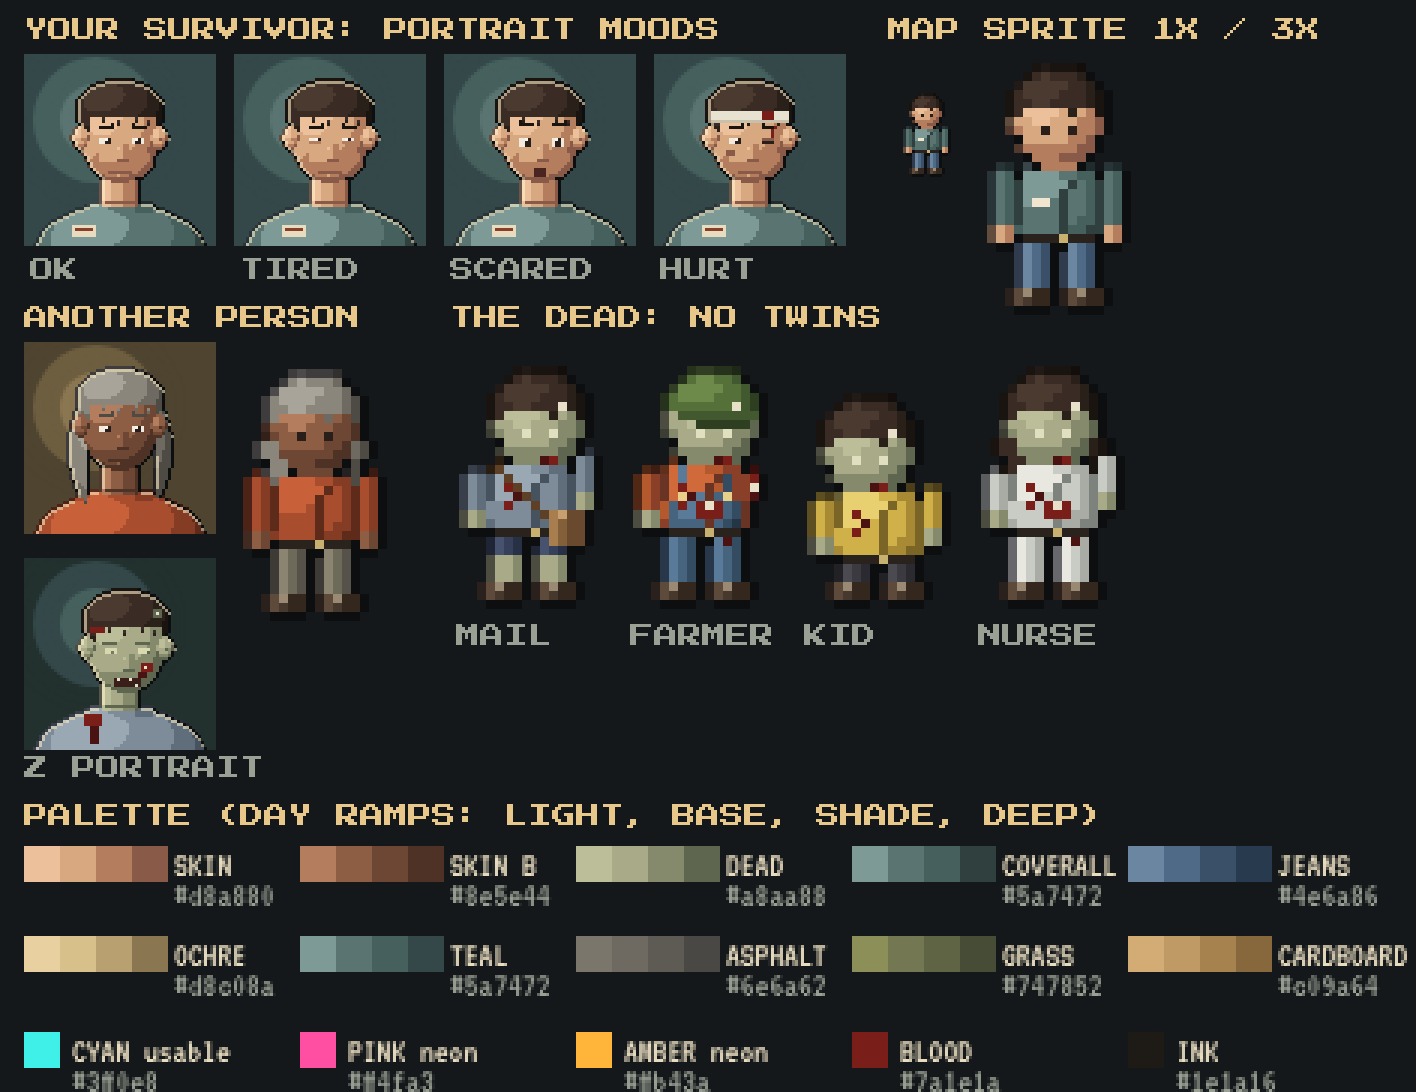 YOUR SURVIVOR: PORTRAIT MOODS
MAP SPRITE 1X / 3X
OK
TIRED
SCARED
HURT
ANOTHER PERSON
THE DEAD: NO TWINS
MAIL
FARMER
KID
NURSE
Z PORTRAIT
PALETTE (DAY RAMPS: LIGHT, BASE, SHADE, DEEP)
SKIN
#d8a880
SKIN B
#8e5e44
DEAD
#a8aa88
COVERALL
#5a7472
JEANS
#4e6a86
OCHRE
#d8c08a
TEAL
#5a7472
ASPHALT
#6e6a62
GRASS
#747852
CARDBOARD
#c09a64
CYAN usable
#3ff0e8
PINK neon
#ff4fa3
AMBER neon
#ffb43a
BLOOD
#7a1e1a
INK
#1e1a16